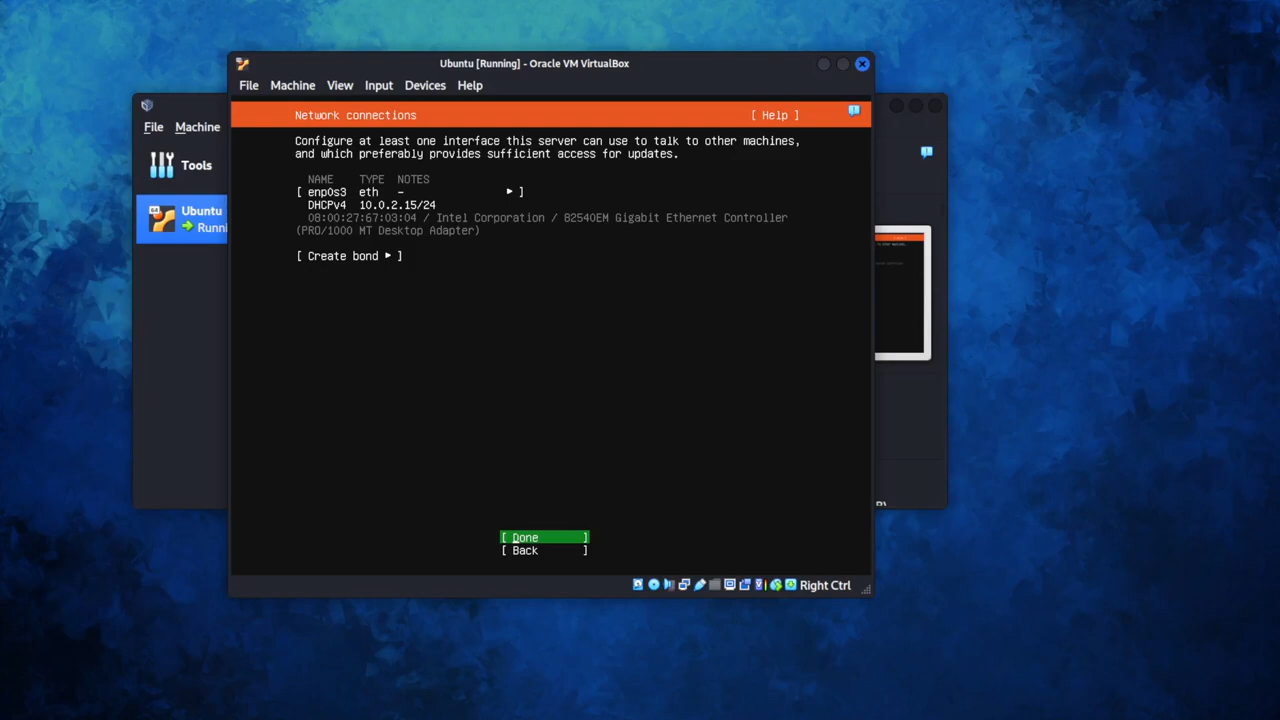 Ubuntu [Running] - Oracle VM VirtualBox
File Machine View Input Devices Help
File Machine
Tools
Ubuntu
Runni
64
Network connections [ Help ]
Configure at least one interface this server can use to talk to other machines,
and which preferably provides sufficient access for updates.
NAME TYPE NOTES
[ enp0s3 eth – ▸ ]
DHCPv4 10.0.2.15/24
08:00:27:67:03:04 / Intel Corporation / 82540EM Gigabit Ethernet Controller
(PRO/1000 MT Desktop Adapter)
[ Create bond ▸ ]
[ Done ]
[ Back ]
Right Ctrl